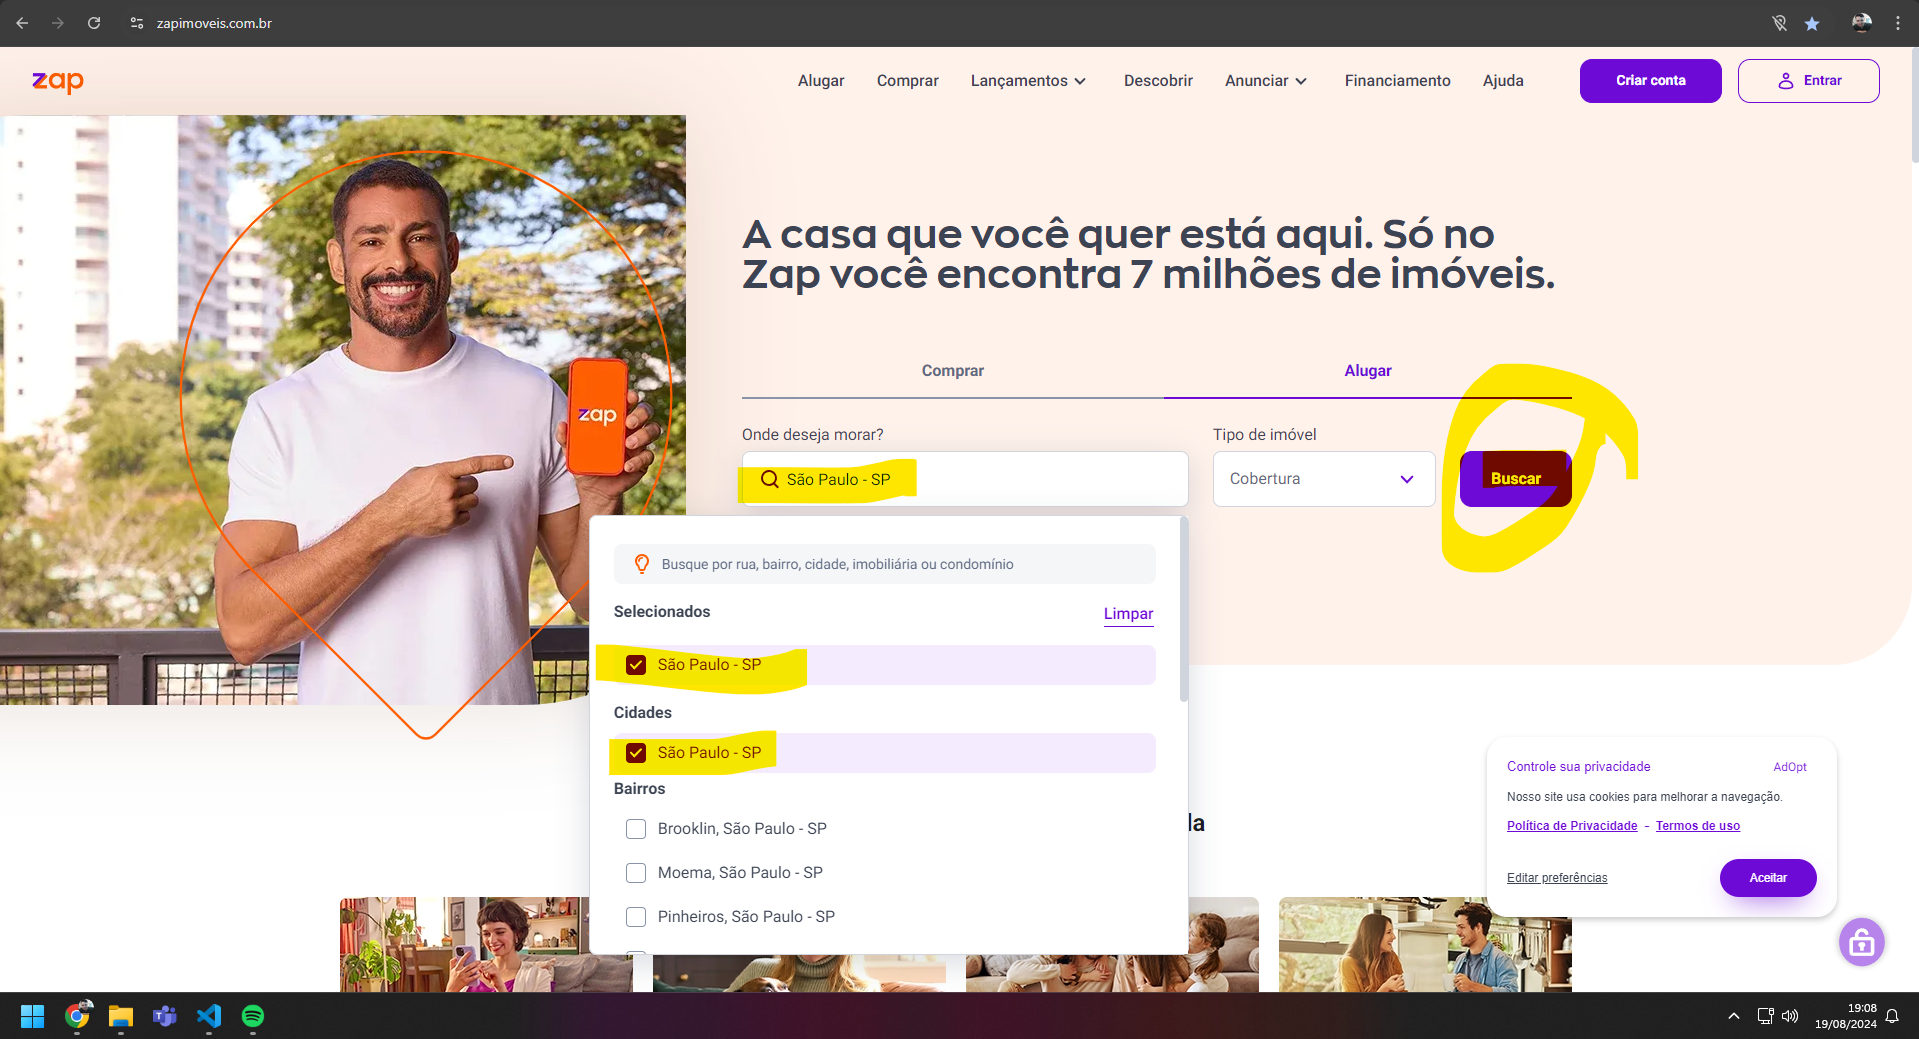 zapimoveis.com.br
zap
Alugar
Comprar
Lançamentos
Descobrir
Anunciar
Financiamento
Ajuda
Criar conta
Entrar
zap
A casa que você quer está aqui. Só no
Zap você encontra 7 milhões de imóveis.
Comprar
Alugar
Onde deseja morar?
Tipo de imóvel
São Paulo - SP
Cobertura
Buscar
Busque por rua, bairro, cidade, imobiliária ou condomínio
Selecionados
Limpar
São Paulo - SP
Cidades
São Paulo - SP
Bairros
Brooklin, São Paulo - SP
Moema, São Paulo - SP
Pinheiros, São Paulo - SP
la
Controle sua privacidade
AdOpt
Nosso site usa cookies para melhorar a navegação.
Política de Privacidade - Termos de uso
Editar preferências
Aceitar
19:08
19/08/2024